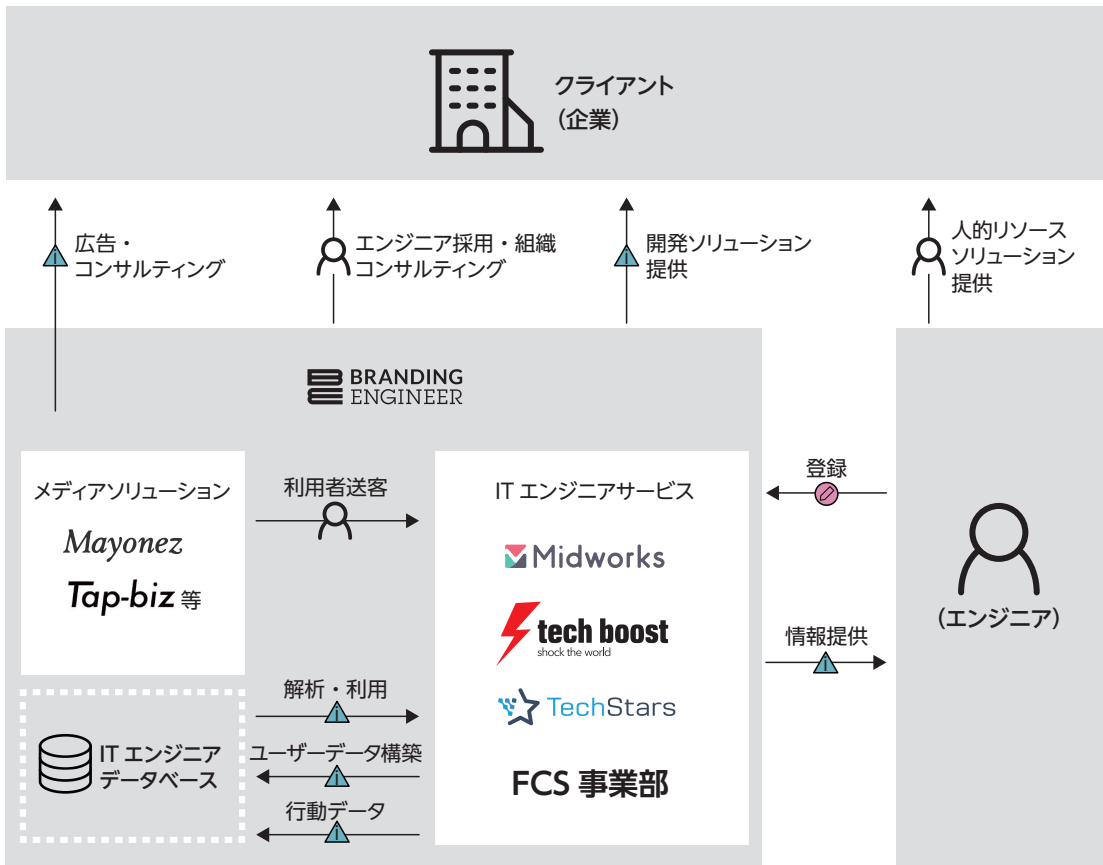 クライアント
(企業)
広告・
コンサルティング
エンジニア採用・組織
コンサルティング
開発ソリューション
提供
人的リソース
ソリューション
提供
BRANDING
ENGINEER
メディアソリューション
Mayonez
Tap-biz 等
利用者送客
IT エンジニアサービス
Midworks
tech boost
shock the world
TechStars
FCS 事業部
登録
情報提供
(エンジニア)
解析・利用
IT エンジニア
データベース
ユーザーデータ構築
行動データ